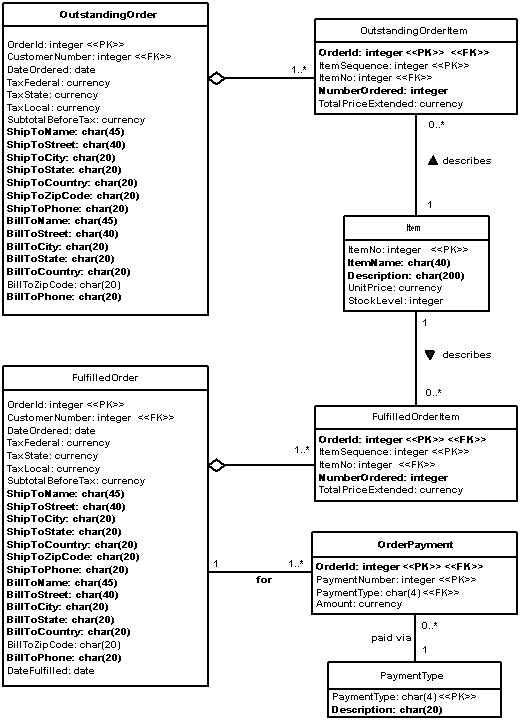 OutstandingOrder
OrderId: integer <<PK>>
CustomerNumber: integer <<FK>>
DateOrdered: date
TaxFederal: currency
TaxState: currency
TaxLocal: currency
SubtotalBeforeTax: currency
ShipToName: char(45)
ShipToStreet: char(40)
ShipToCity: char(20)
ShipToState: char(20)
ShipToCountry: char(20)
ShipToZipCode: char(20)
ShipToPhone: char(20)
BillToName: char(45)
BillToStreet: char(40)
BillToCity: char(20)
BillToState: char(20)
BillToCountry: char(20)
BillToZipCode: char(20)
BillToPhone: char(20)
1..*
OutstandingOrderItem
OrderId: integer <<PK>> <<FK>>
ItemSequence: integer <<PK>>
ItemNo: integer <<FK>>
NumberOrdered: integer
TotalPriceExtended: currency
0..*
describes
1
Item
ItemNo: integer <<PK>>
ItemName: char(40)
Description: char(200)
UnitPrice: currency
StockLevel: integer
1
describes
0..*
FulfilledOrder
OrderId: integer <<PK>>
CustomerNumber: integer <<FK>>
DateOrdered: date
TaxFederal: currency
TaxState: currency
TaxLocal: currency
SubtotalBeforeTax: currency
ShipToName: char(45)
ShipToStreet: char(40)
ShipToCity: char(20)
ShipToState: char(20)
ShipToCountry: char(20)
ShipToZipCode: char(20)
ShipToPhone: char(20)
BillToName: char(45)
BillToStreet: char(40)
BillToCity: char(20)
BillToState: char(20)
BillToCountry: char(20)
BillToZipCode: char(20)
BillToPhone: char(20)
DateFulfilled: date
1..*
FulfilledOrderItem
OrderId: integer <<PK>> <<FK>>
ItemSequence: integer <<PK>>
ItemNo: integer <<FK>>
NumberOrdered: integer
TotalPriceExtended: currency
1
1..*
for
OrderPayment
OrderId: integer <<PK>> <<FK>>
PaymentNumber: integer <<PK>>
PaymentType: char(4) <<FK>>
Amount: currency
0..*
paid via
1
PaymentType
PaymentType: char(4) <<PK>>
Description: char(20)